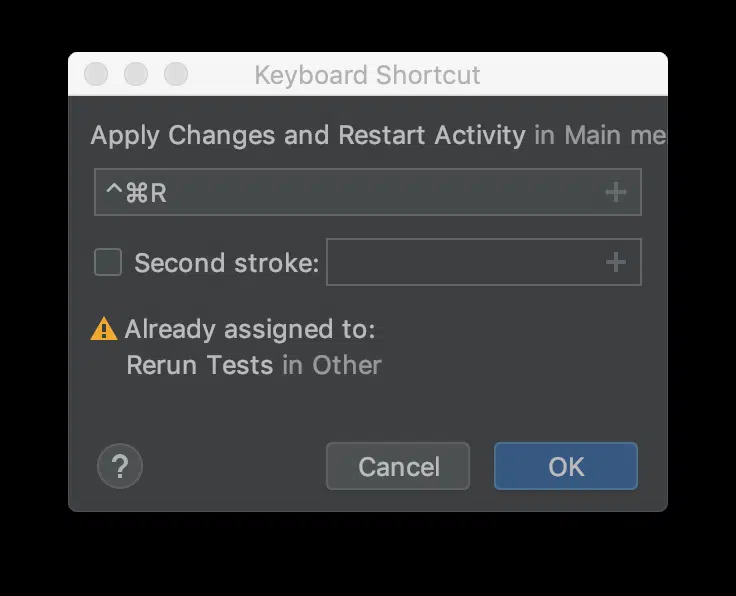 Keyboard Shortcut
Apply Changes and Restart Activity in Main me
^⌘R
Second stroke:
Already assigned to:
Rerun Tests in Other
? Cancel OK